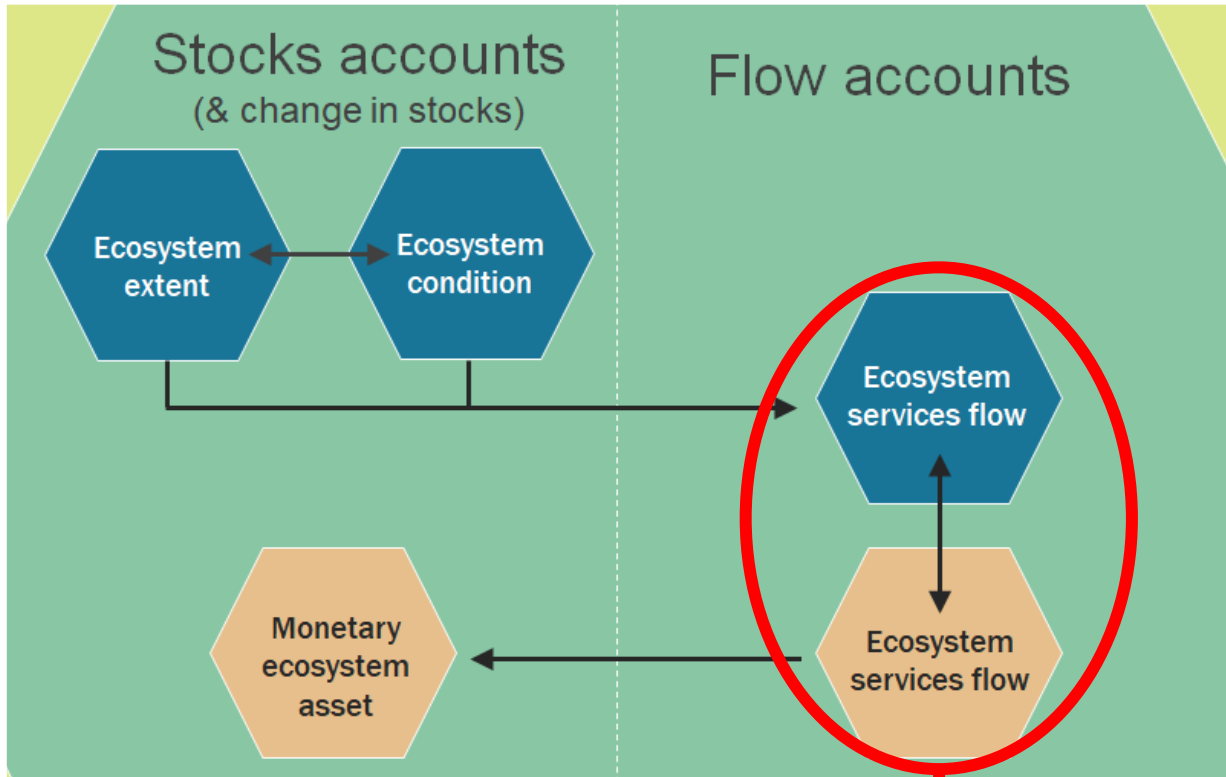 Stocks accounts
(& change in stocks)
Flow accounts
Ecosystem
extent
Ecosystem
condition
Ecosystem
services flow
Monetary
ecosystem
asset
Ecosystem
services flow